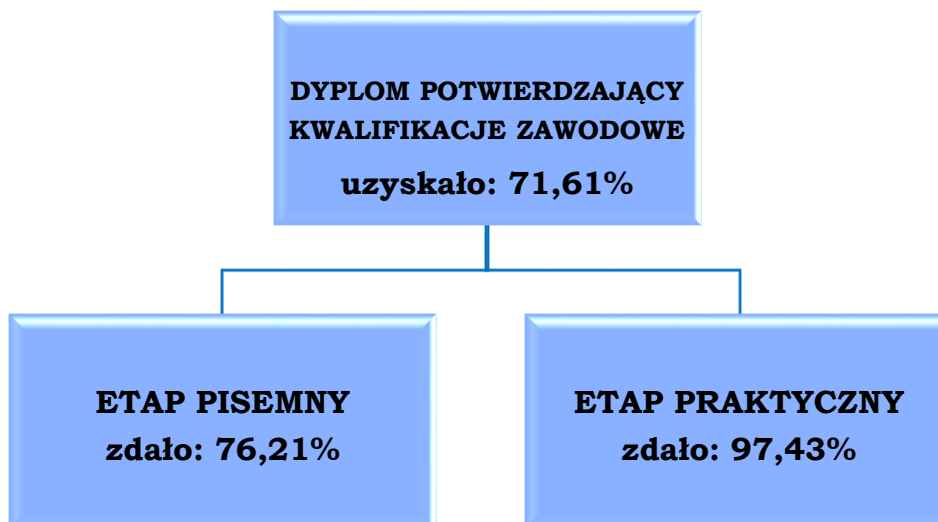 DYPLOM POTWIERDZAJĄCY
KWALIFIKACJE ZAWODOWE
uzyskało: 71,61%
ETAP PISEMNY
zdało: 76,21%
ETAP PRAKTYCZNY
zdało: 97,43%